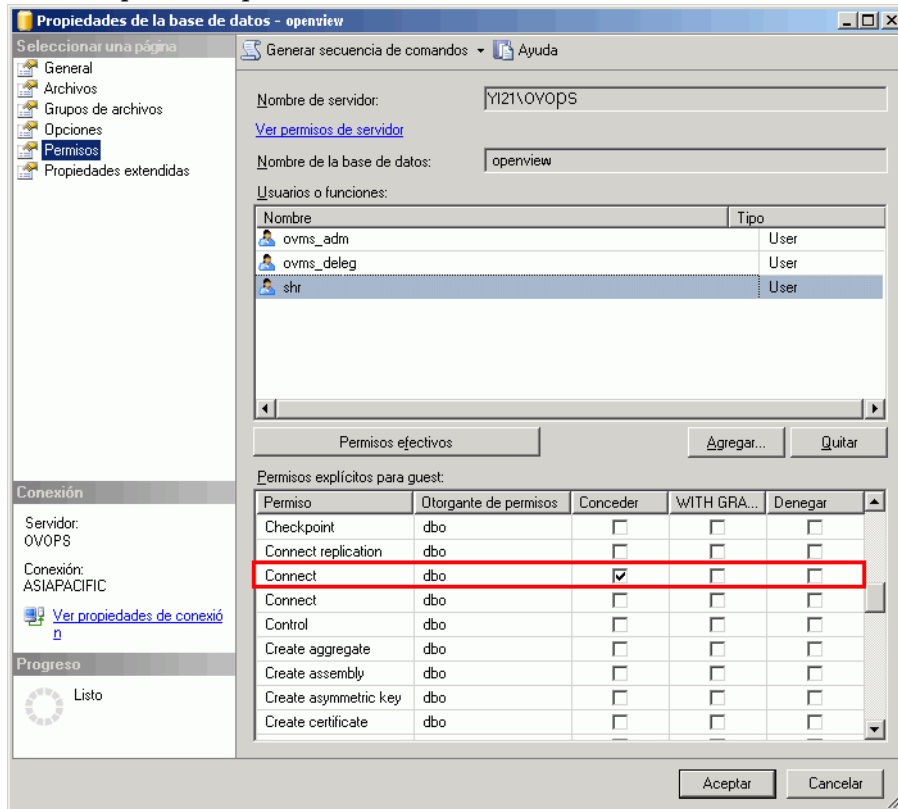 Propiedades de la base de datos - openview
Seleccionar una página
General
Archivos
Grupos de archivos
Opciones
Permisos
Propiedades extendidas
Generar secuencia de comandos
Ayuda
Nombre de servidor:
YI21\OVOPS
Ver permisos de servidor
Nombre de la base de datos:
openview
Usuarios o funciones:
Nombre Tipo
ovms_adm User
ovms_deleg User
shr User
Permisos efectivos
Agregar...
Quitar
Permisos explícitos para guest:
Permiso Otorgante de permisos Conceder WITH GRA... Denegar
Checkpoint dbo
Connect replication dbo
Connect dbo
Connect dbo
Control dbo
Create aggregate dbo
Create assembly dbo
Create asymmetric key dbo
Create certificate dbo
Conexión
Servidor:
OVOPS
Conexión:
ASIAPACIFIC
Ver propiedades de conexió
n
Progreso
Listo
Aceptar
Cancelar